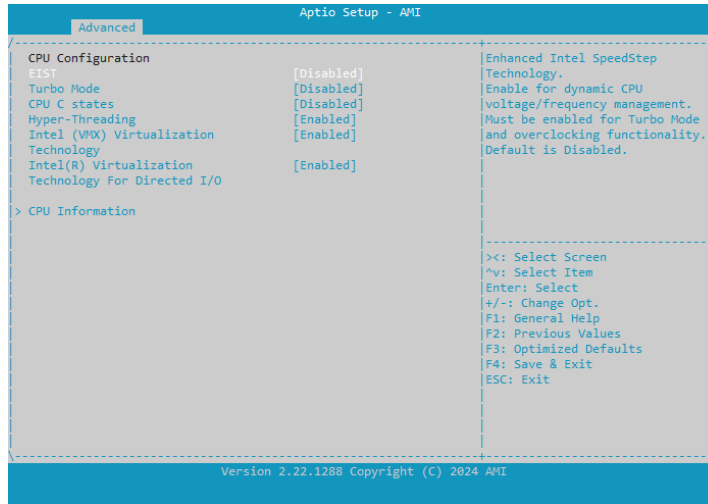 Aptio Setup - AMI
Advanced
CPU Configuration
EIST [Disabled]
Turbo Mode [Disabled]
CPU C states [Disabled]
Hyper-Threading [Enabled]
Intel (VMX) Virtualization [Enabled]
Technology
Intel(R) Virtualization [Enabled]
Technology For Directed I/O
> CPU Information
Enhanced Intel SpeedStep
Technology.
Enable for dynamic CPU
voltage/frequency management.
Must be enabled for Turbo Mode
and overclocking functionality.
Default is Disabled.
><: Select Screen
^v: Select Item
Enter: Select
+/-: Change Opt.
F1: General Help
F2: Previous Values
F3: Optimized Defaults
F4: Save & Exit
ESC: Exit
Version 2.22.1288 Copyright (C) 2024 AMI